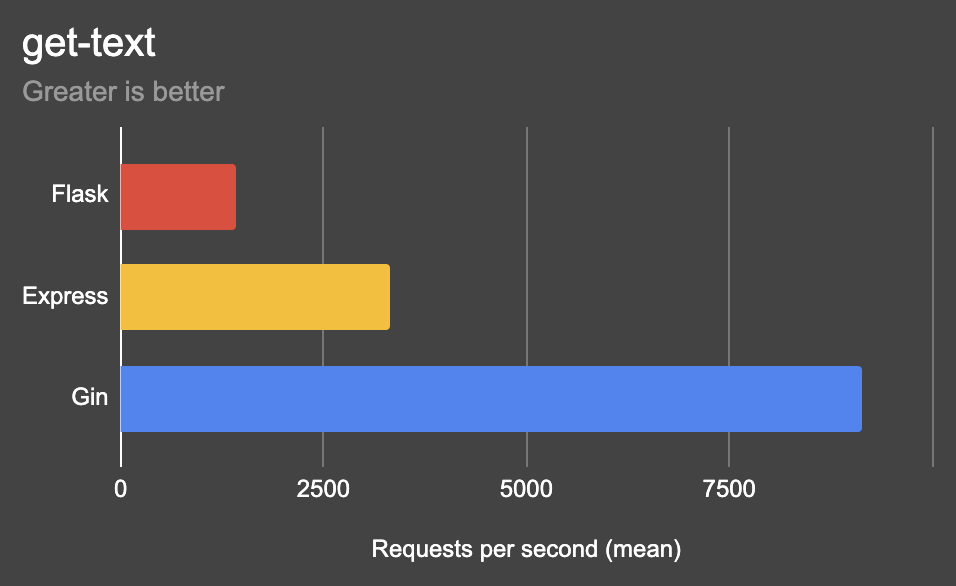 get-text
Greater is better
Flask
Express
Gin
0 2500 5000 7500
Requests per second (mean)